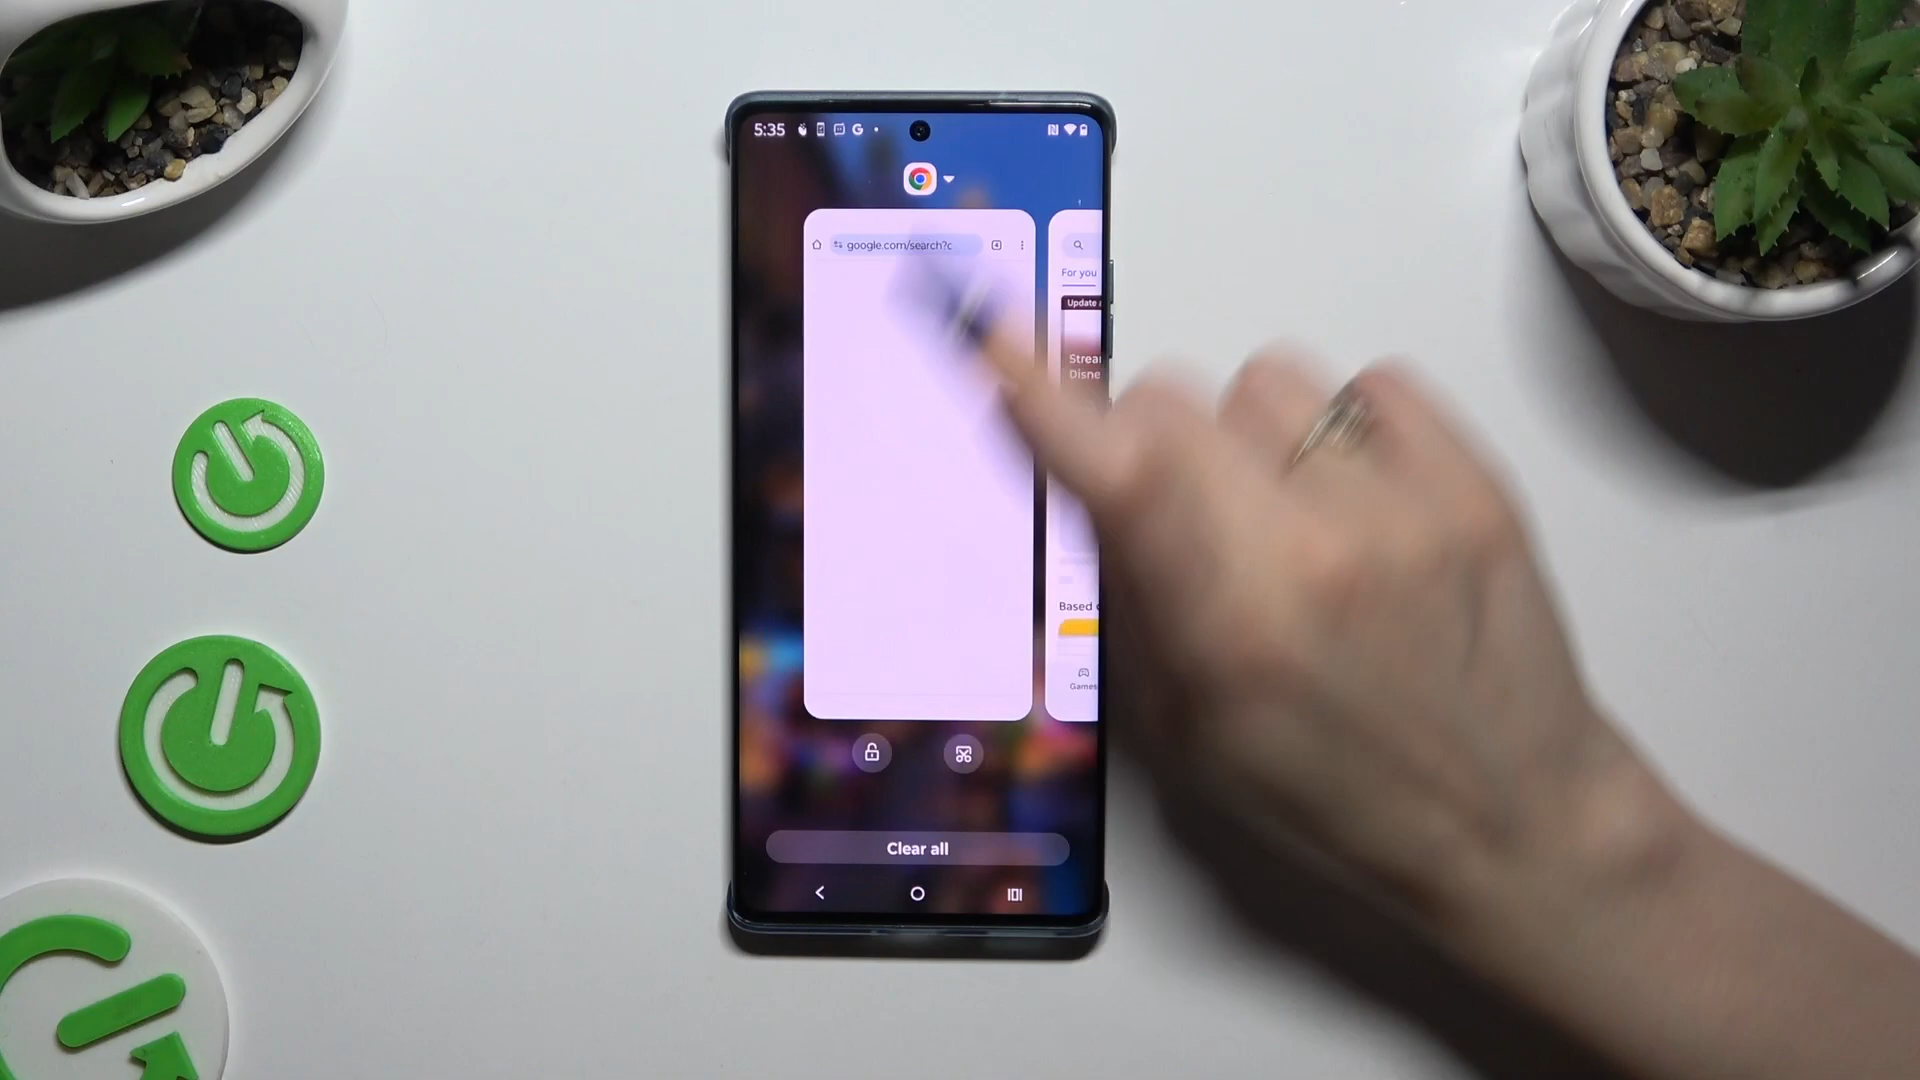 5:35
google.com/search?c
For you
Update
Strea
Disne
Based
Games
Clear all